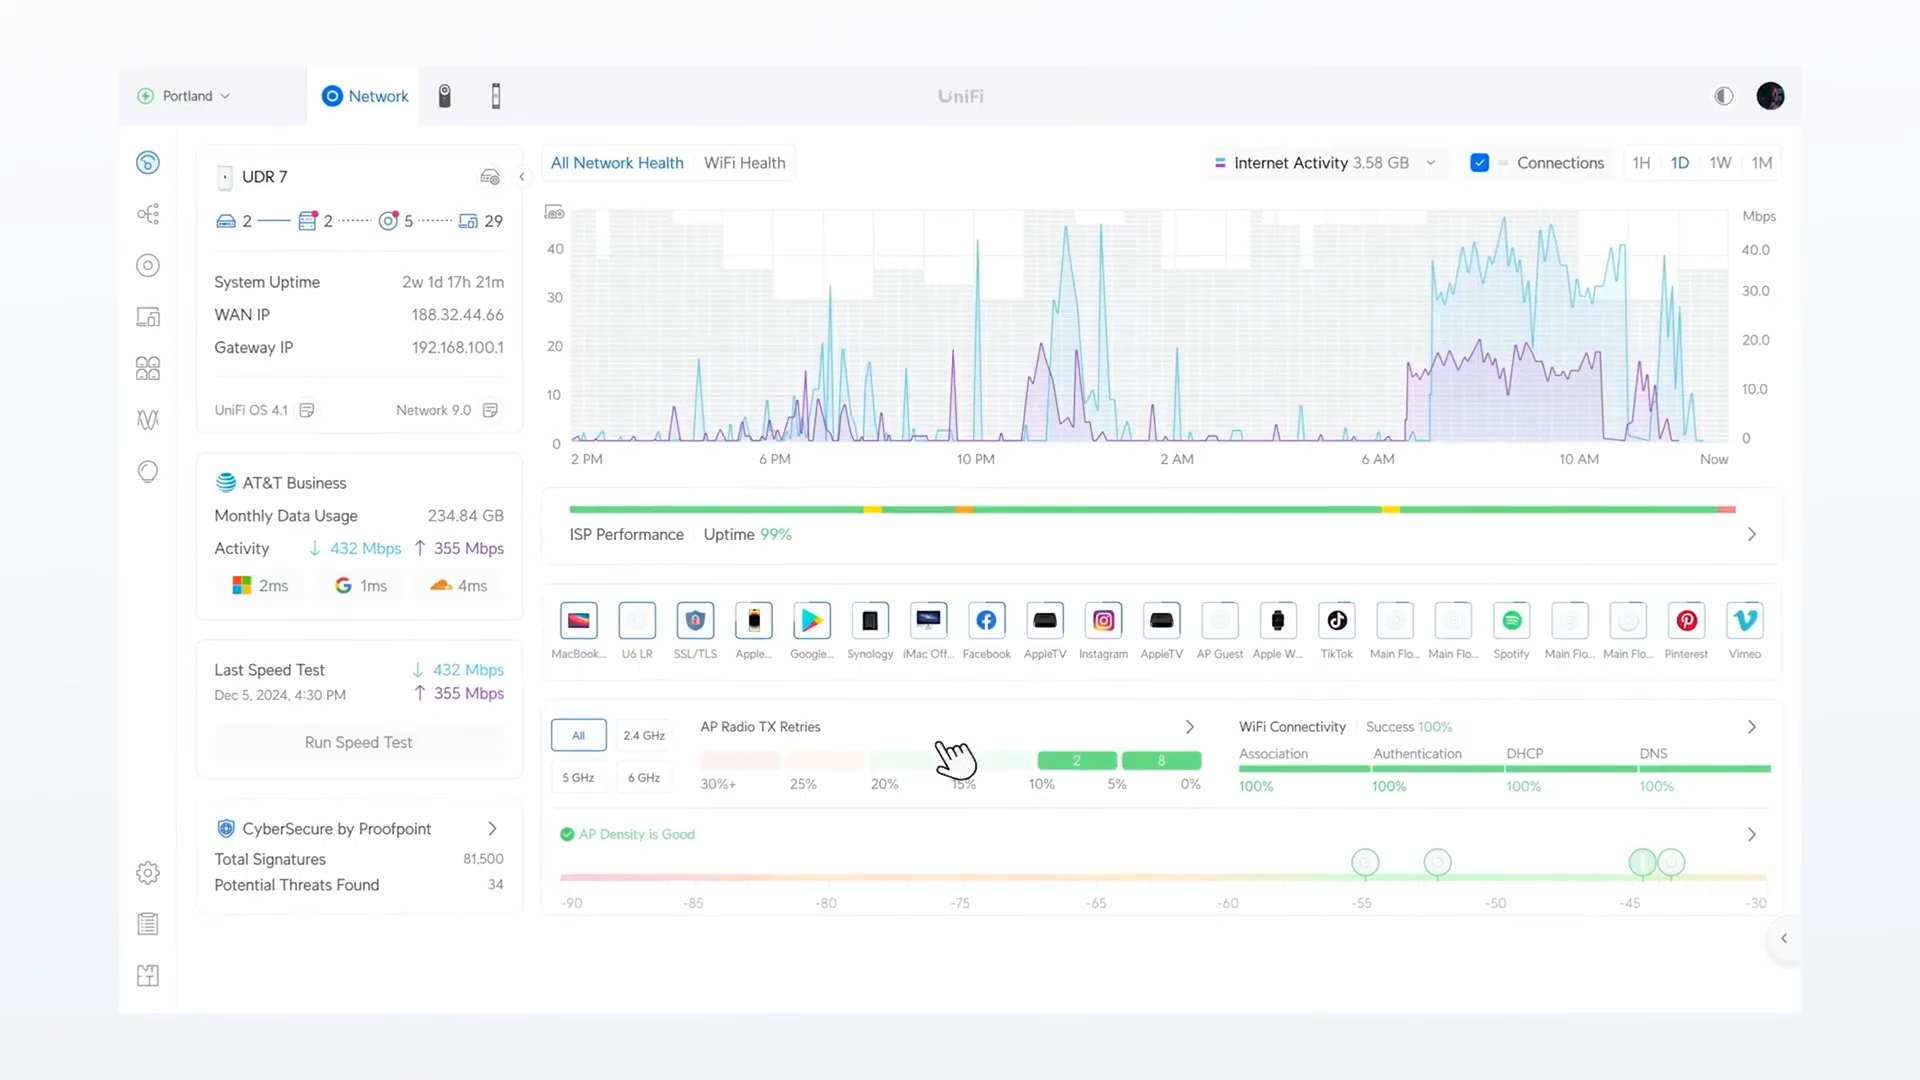 Portland
Network
UniFi
UDR 7
2 2 5 29
System Uptime 2w 1d 17h 21m
WAN IP 188.32.44.66
Gateway IP 192.168.100.1
UniFi OS 4.1 Network 9.0
AT&T Business
Monthly Data Usage 234.84 GB
Activity ↓ 432 Mbps ↑ 355 Mbps
2ms 1ms 4ms
Last Speed Test ↓ 432 Mbps
Dec 5, 2024, 4:30 PM ↑ 355 Mbps
Run Speed Test
CyberSecure by Proofpoint
Total Signatures 81,500
Potential Threats Found 34
All Network Health WiFi Health
Internet Activity 3.58 GB Connections 1H 1D 1W 1M
Mbps
40 40.0
30 30.0
20 20.0
10 10.0
0 0
2 PM 6 PM 10 PM 2 AM 6 AM 10 AM Now
ISP Performance Uptime 99%
MacBook... U6 LR SSL/TLS Apple... Google... Synology iMac Off... Facebook AppleTV Instagram AppleTV AP Guest Apple W... TikTok Main Flo... Main Flo... Spotify Main Flo... Main Flo... Pinterest Vimeo
All 2.4 GHz
5 GHz 6 GHz
AP Radio TX Retries
2 8
30%+ 25% 20% 15% 10% 5% 0%
WiFi Connectivity Success 100%
Association Authentication DHCP DNS
100% 100% 100% 100%
AP Density is Good
-90 -85 -80 -75 -65 -60 -55 -50 -45 -30